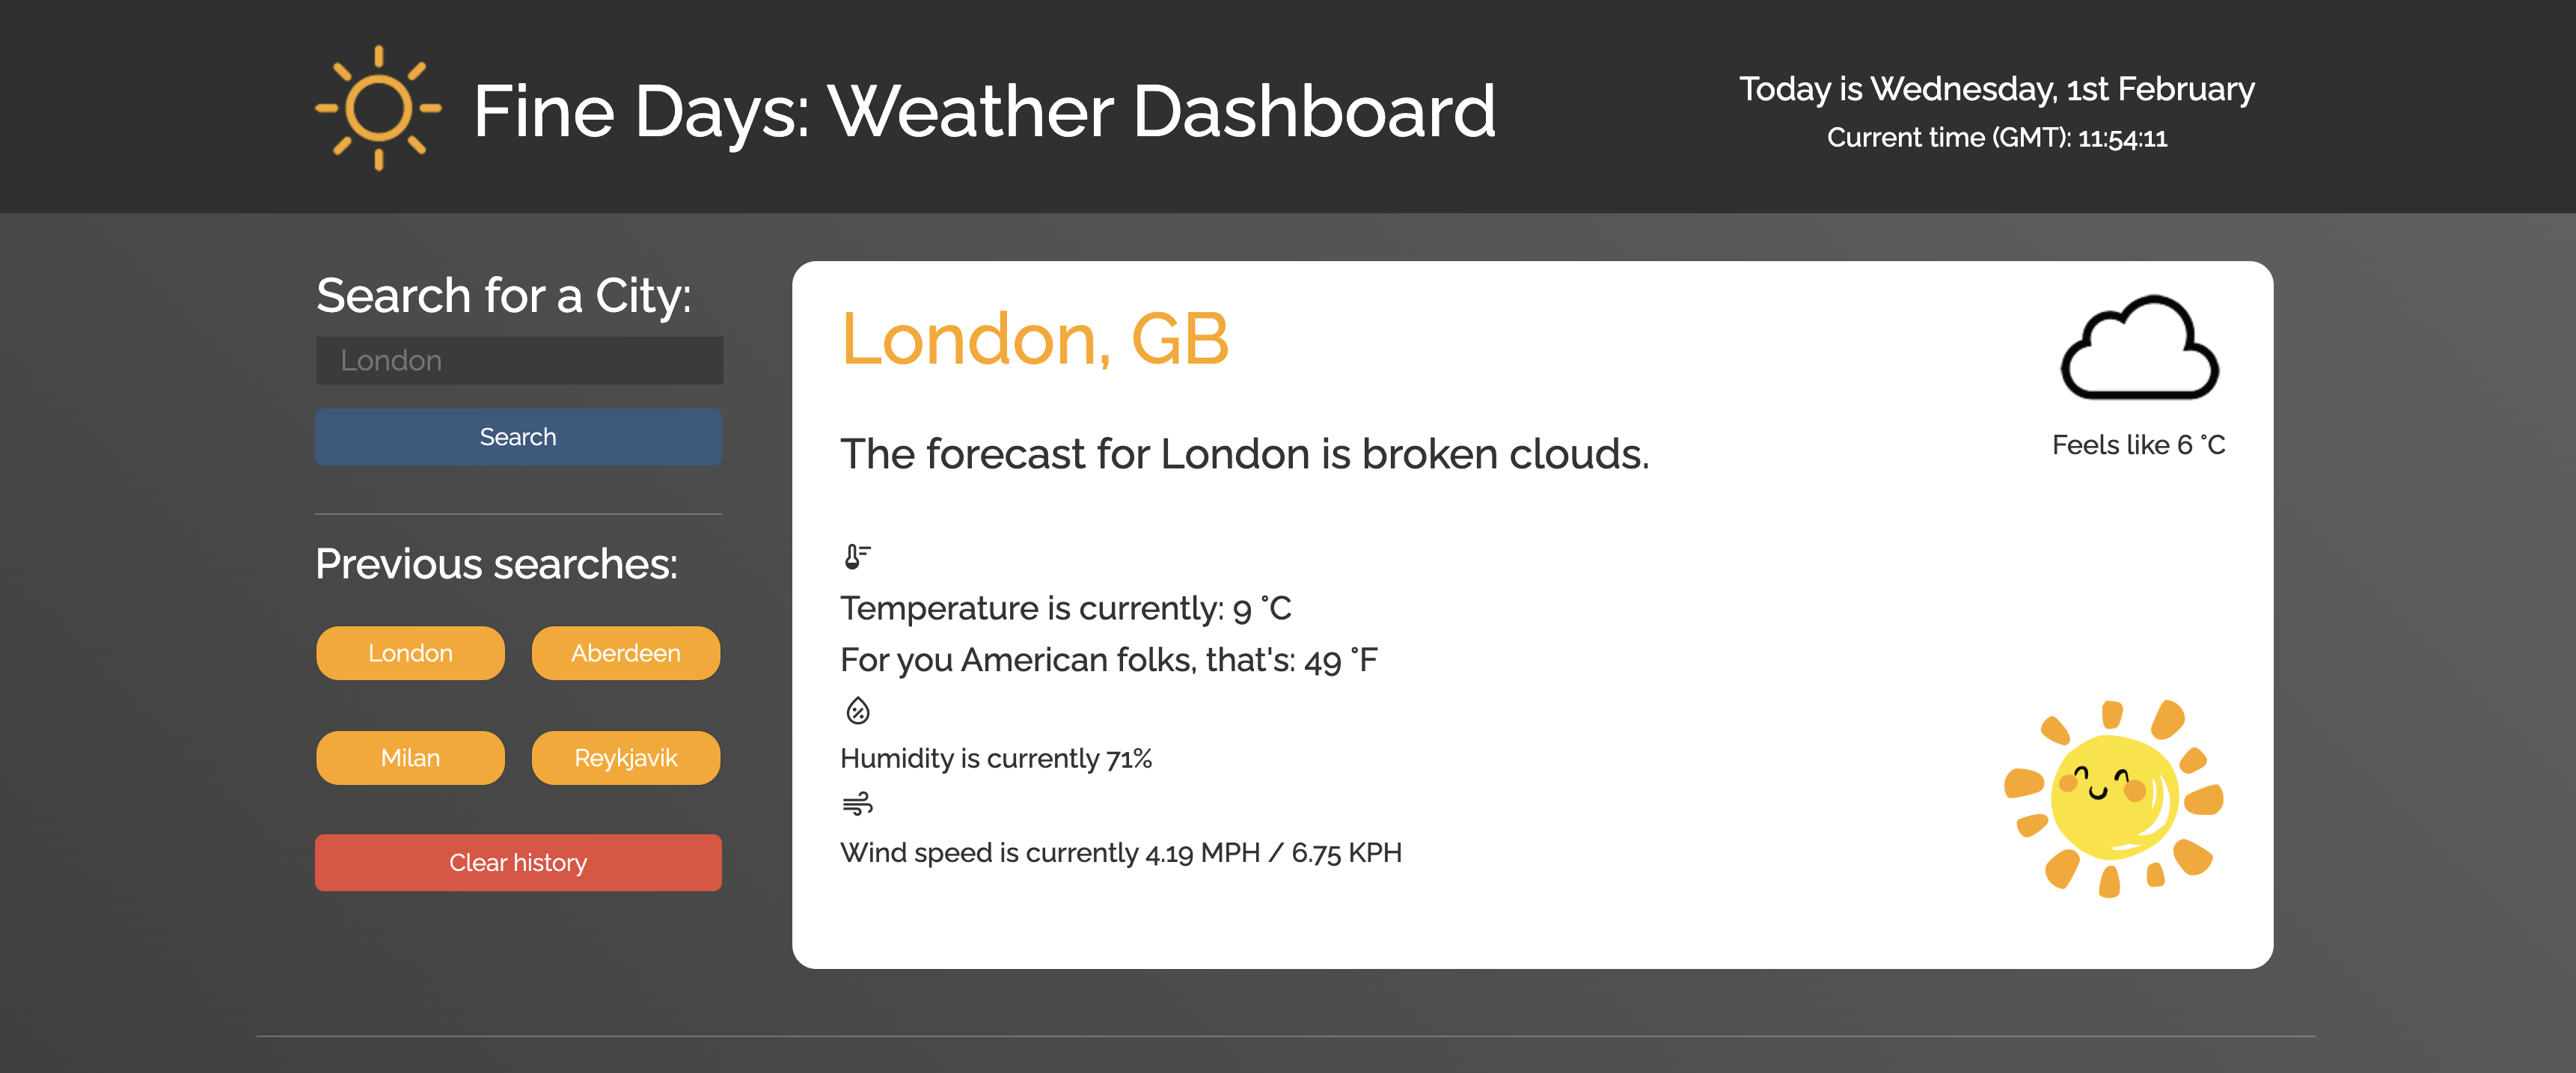 Fine Days: Weather Dashboard
Today is Wednesday, 1st February
Current time (GMT): 11:54:11
Search for a City:
London
Search
Previous searches:
London
Aberdeen
Milan
Reykjavik
Clear history
London, GB
Feels like 6 °C
The forecast for London is broken clouds.
Temperature is currently: 9 °C
For you American folks, that's: 49 °F
Humidity is currently 71%
Wind speed is currently 4.19 MPH / 6.75 KPH